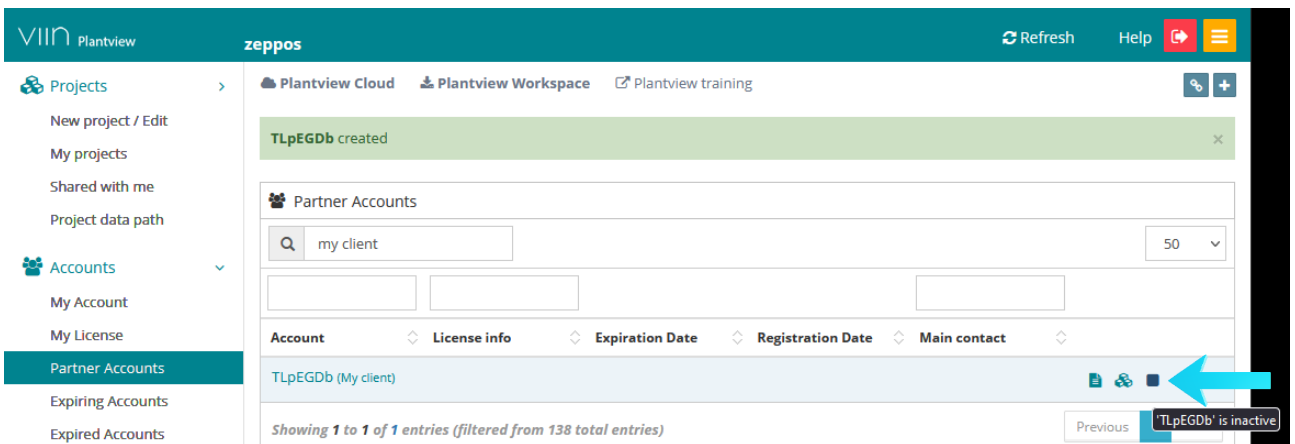 VIIN Plantview
zeppos
Refresh
Help
Projects
New project / Edit
My projects
Shared with me
Project data path
Accounts
My Account
My License
Partner Accounts
Expiring Accounts
Expired Accounts
Plantview Cloud
Plantview Workspace
Plantview training
TLpEGDb created
×
Partner Accounts
my client
50
Account
License info
Expiration Date
Registration Date
Main contact
TLpEGDb (My client)
'TLpEGDb' is inactive
Showing 1 to 1 of 1 entries (filtered from 138 total entries)
Previous